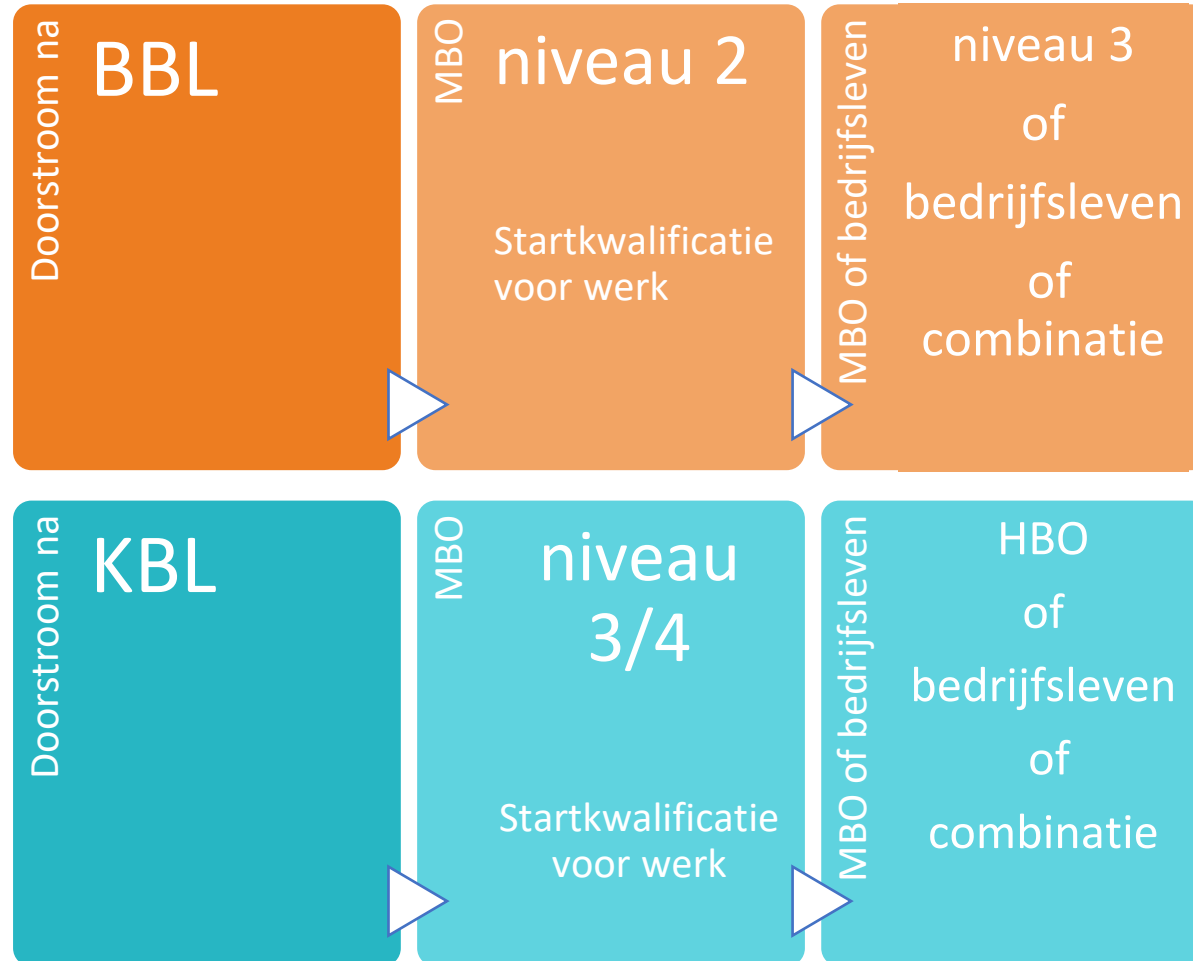 Doorstroom na
BBL
MBO
niveau 2
Startkwalificatie
voor werk
MBO of bedrijfsleven
niveau 3
of
bedrijfsleven
of
combinatie
Doorstroom na
KBL
MBO
niveau
3/4
Startkwalificatie
voor werk
MBO of bedrijfsleven
HBO
of
bedrijfsleven
of
combinatie